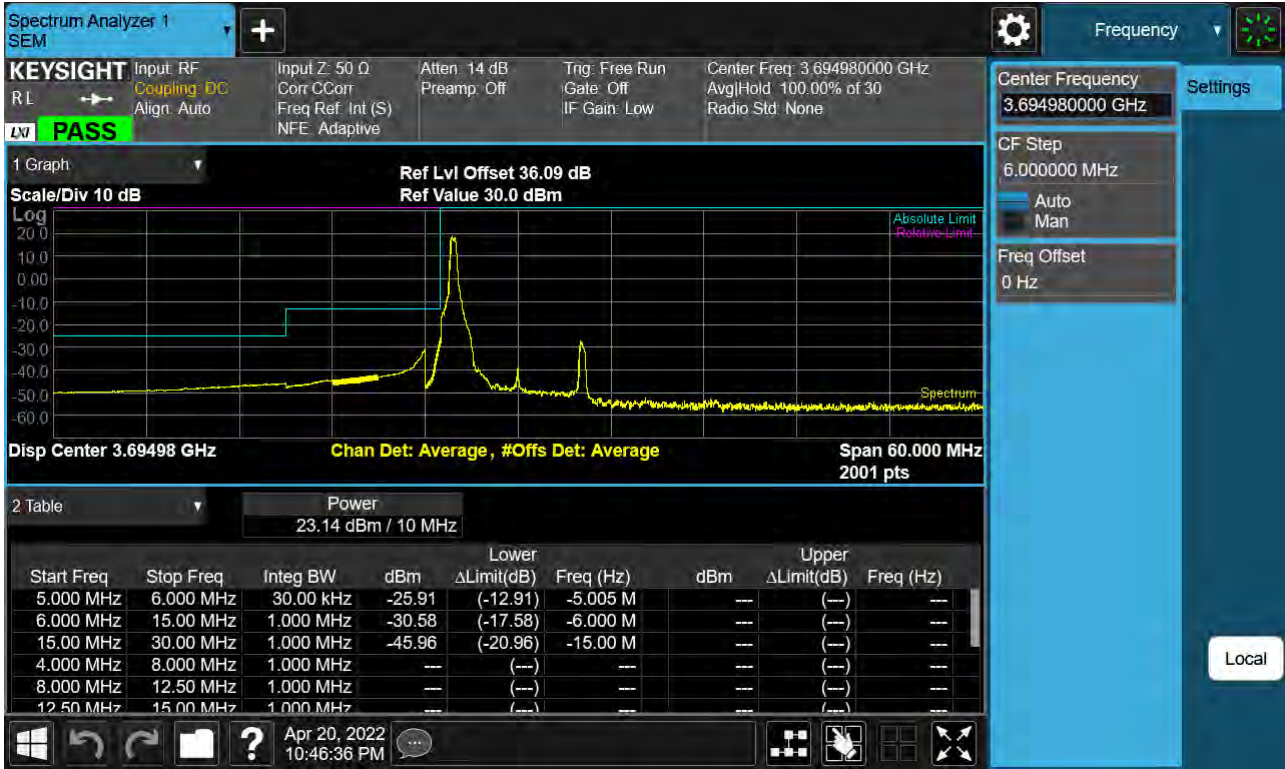 Spectrum Analyzer 1
SEM
+
Frequency
KEYSIGHT
RL
LXI
PASS
Input: RF
Coupling: DC
Align: Auto
Input Z: 50 Ω
Corr CCorr
Freq Ref: Int (S)
NFE: Adaptive
Atten: 14 dB
Preamp: Off
Trig: Free Run
Gate: Off
IF Gain: Low
Center Freq: 3.694980000 GHz
Avg|Hold: 100.00% of 30
Radio Std: None
Center Frequency
3.694980000 GHz
Settings
CF Step
6.000000 MHz
Auto
Man
Freq Offset
0 Hz
Local
1 Graph
Scale/Div 10 dB
Ref Lvl Offset 36.09 dB
Ref Value 30.0 dBm
Log
20.0
10.0
0.00
-10.0
-20.0
-30.0
-40.0
-50.0
-60.0
Absolute Limit
Relative Limit
Spectrum
Disp Center 3.69498 GHz
Chan Det: Average , #Offs Det: Average
Span 60.000 MHz
2001 pts
2 Table
Power
23.14 dBm / 10 MHz
Lower Upper
Start Freq Stop Freq Integ BW dBm ΔLimit(dB) Freq (Hz) dBm ΔLimit(dB) Freq (Hz)
5.000 MHz 6.000 MHz 30.00 kHz -25.91 (-12.91) -5.005 M --- (---) ---
6.000 MHz 15.00 MHz 1.000 MHz -30.58 (-17.58) -6.000 M --- (---) ---
15.00 MHz 30.00 MHz 1.000 MHz -45.96 (-20.96) -15.00 M --- (---) ---
4.000 MHz 8.000 MHz 1.000 MHz --- (---) --- --- (---) ---
8.000 MHz 12.50 MHz 1.000 MHz --- (---) --- --- (---) ---
12.50 MHz 15.00 MHz 1.000 MHz --- (---) --- --- (---) ---
?
Apr 20, 2022
10:46:36 PM